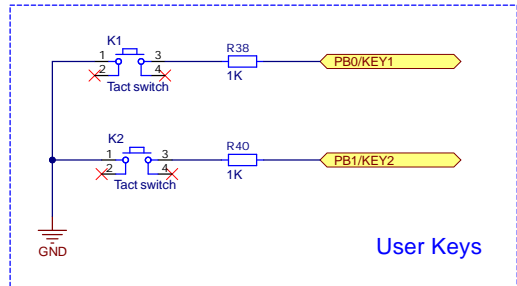 K1
R38
1 3
PB0/KEY1
2 4
1K
Tact switch
K2
R40
1 3
PB1/KEY2
2 4
1K
Tact switch
GND
User Keys